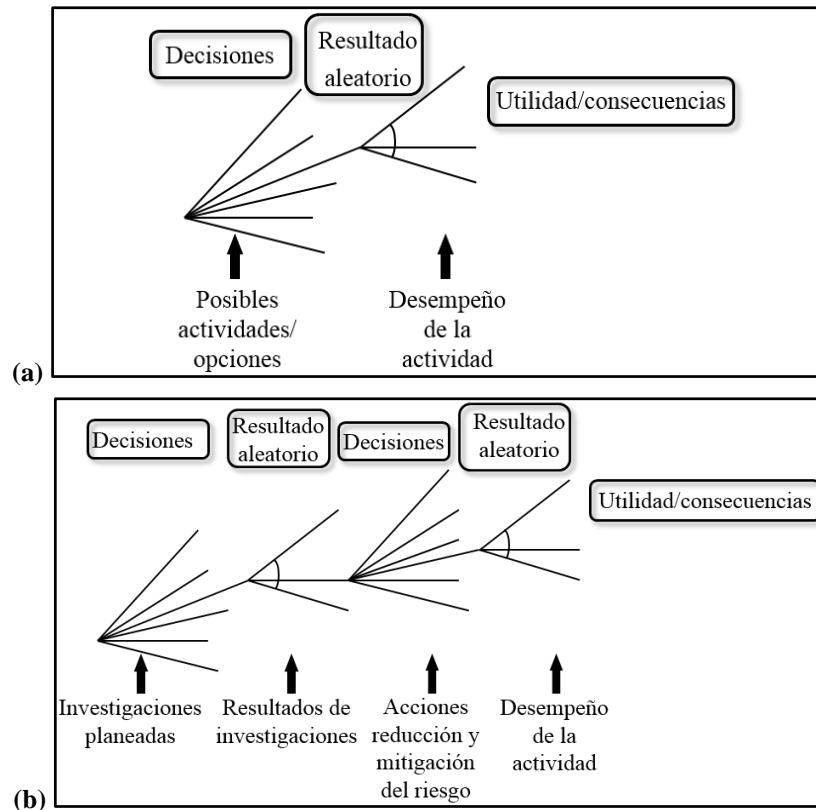 Decisiones
Resultado
aleatorio
Utilidad/consecuencias
Posibles
actividades/
opciones
Desempeño
de la
actividad
(a)
Decisiones
Resultado
aleatorio
Decisiones
Resultado
aleatorio
Utilidad/consecuencias
Investigaciones
planeadas
Resultados de
investigaciones
Acciones
reducción y
mitigación
del riesgo
Desempeño
de la
actividad
(b)